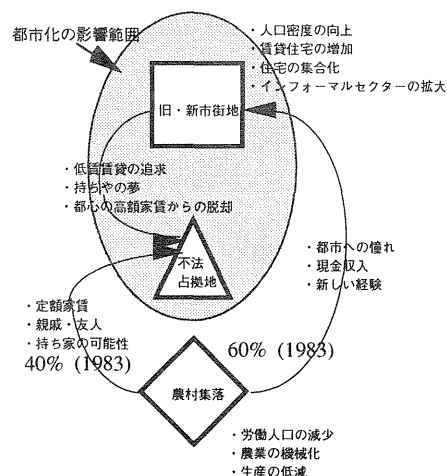 都市化の影響範囲
・人口密度の向上
・賃貸住宅の増加
・住宅の集合化
・インフォーマルセクターの拡大
旧・新市街地
・低賃賃貸の追求
・持ちやの夢
・都心の高額家賃からの脱却
不法
占拠地
・都市への憧れ
・現金収入
・新しい経験
・定額家賃
・親戚・友人
・持ち家の可能性
40% (1983)
60% (1983)
農村集落
・労働人口の減少
・農業の機械化
・生産の低減